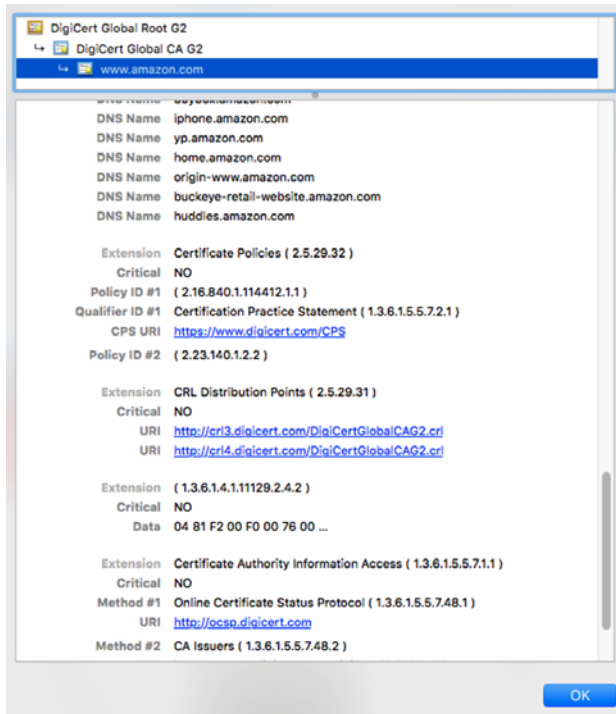 DigiCert Global Root G2
↳ DigiCert Global CA G2
↳ www.amazon.com
DNS Name buybox.amazon.com
DNS Name iphone.amazon.com
DNS Name yp.amazon.com
DNS Name home.amazon.com
DNS Name origin-www.amazon.com
DNS Name buckeye-retail-website.amazon.com
DNS Name huddles.amazon.com
Extension Certificate Policies ( 2.5.29.32 )
Critical NO
Policy ID #1 ( 2.16.840.1.114412.1.1 )
Qualifier ID #1 Certification Practice Statement ( 1.3.6.1.5.5.7.2.1 )
CPS URI https://www.digicert.com/CPS
Policy ID #2 ( 2.23.140.1.2.2 )
Extension CRL Distribution Points ( 2.5.29.31 )
Critical NO
URI http://crl3.digicert.com/DigiCertGlobalCAG2.crl
URI http://crl4.digicert.com/DigiCertGlobalCAG2.crl
Extension ( 1.3.6.1.4.1.11129.2.4.2 )
Critical NO
Data 04 81 F2 00 F0 00 76 00 ...
Extension Certificate Authority Information Access ( 1.3.6.1.5.5.7.1.1 )
Critical NO
Method #1 Online Certificate Status Protocol ( 1.3.6.1.5.5.7.48.1 )
URI http://ocsp.digicert.com
Method #2 CA Issuers ( 1.3.6.1.5.5.7.48.2 )
OK